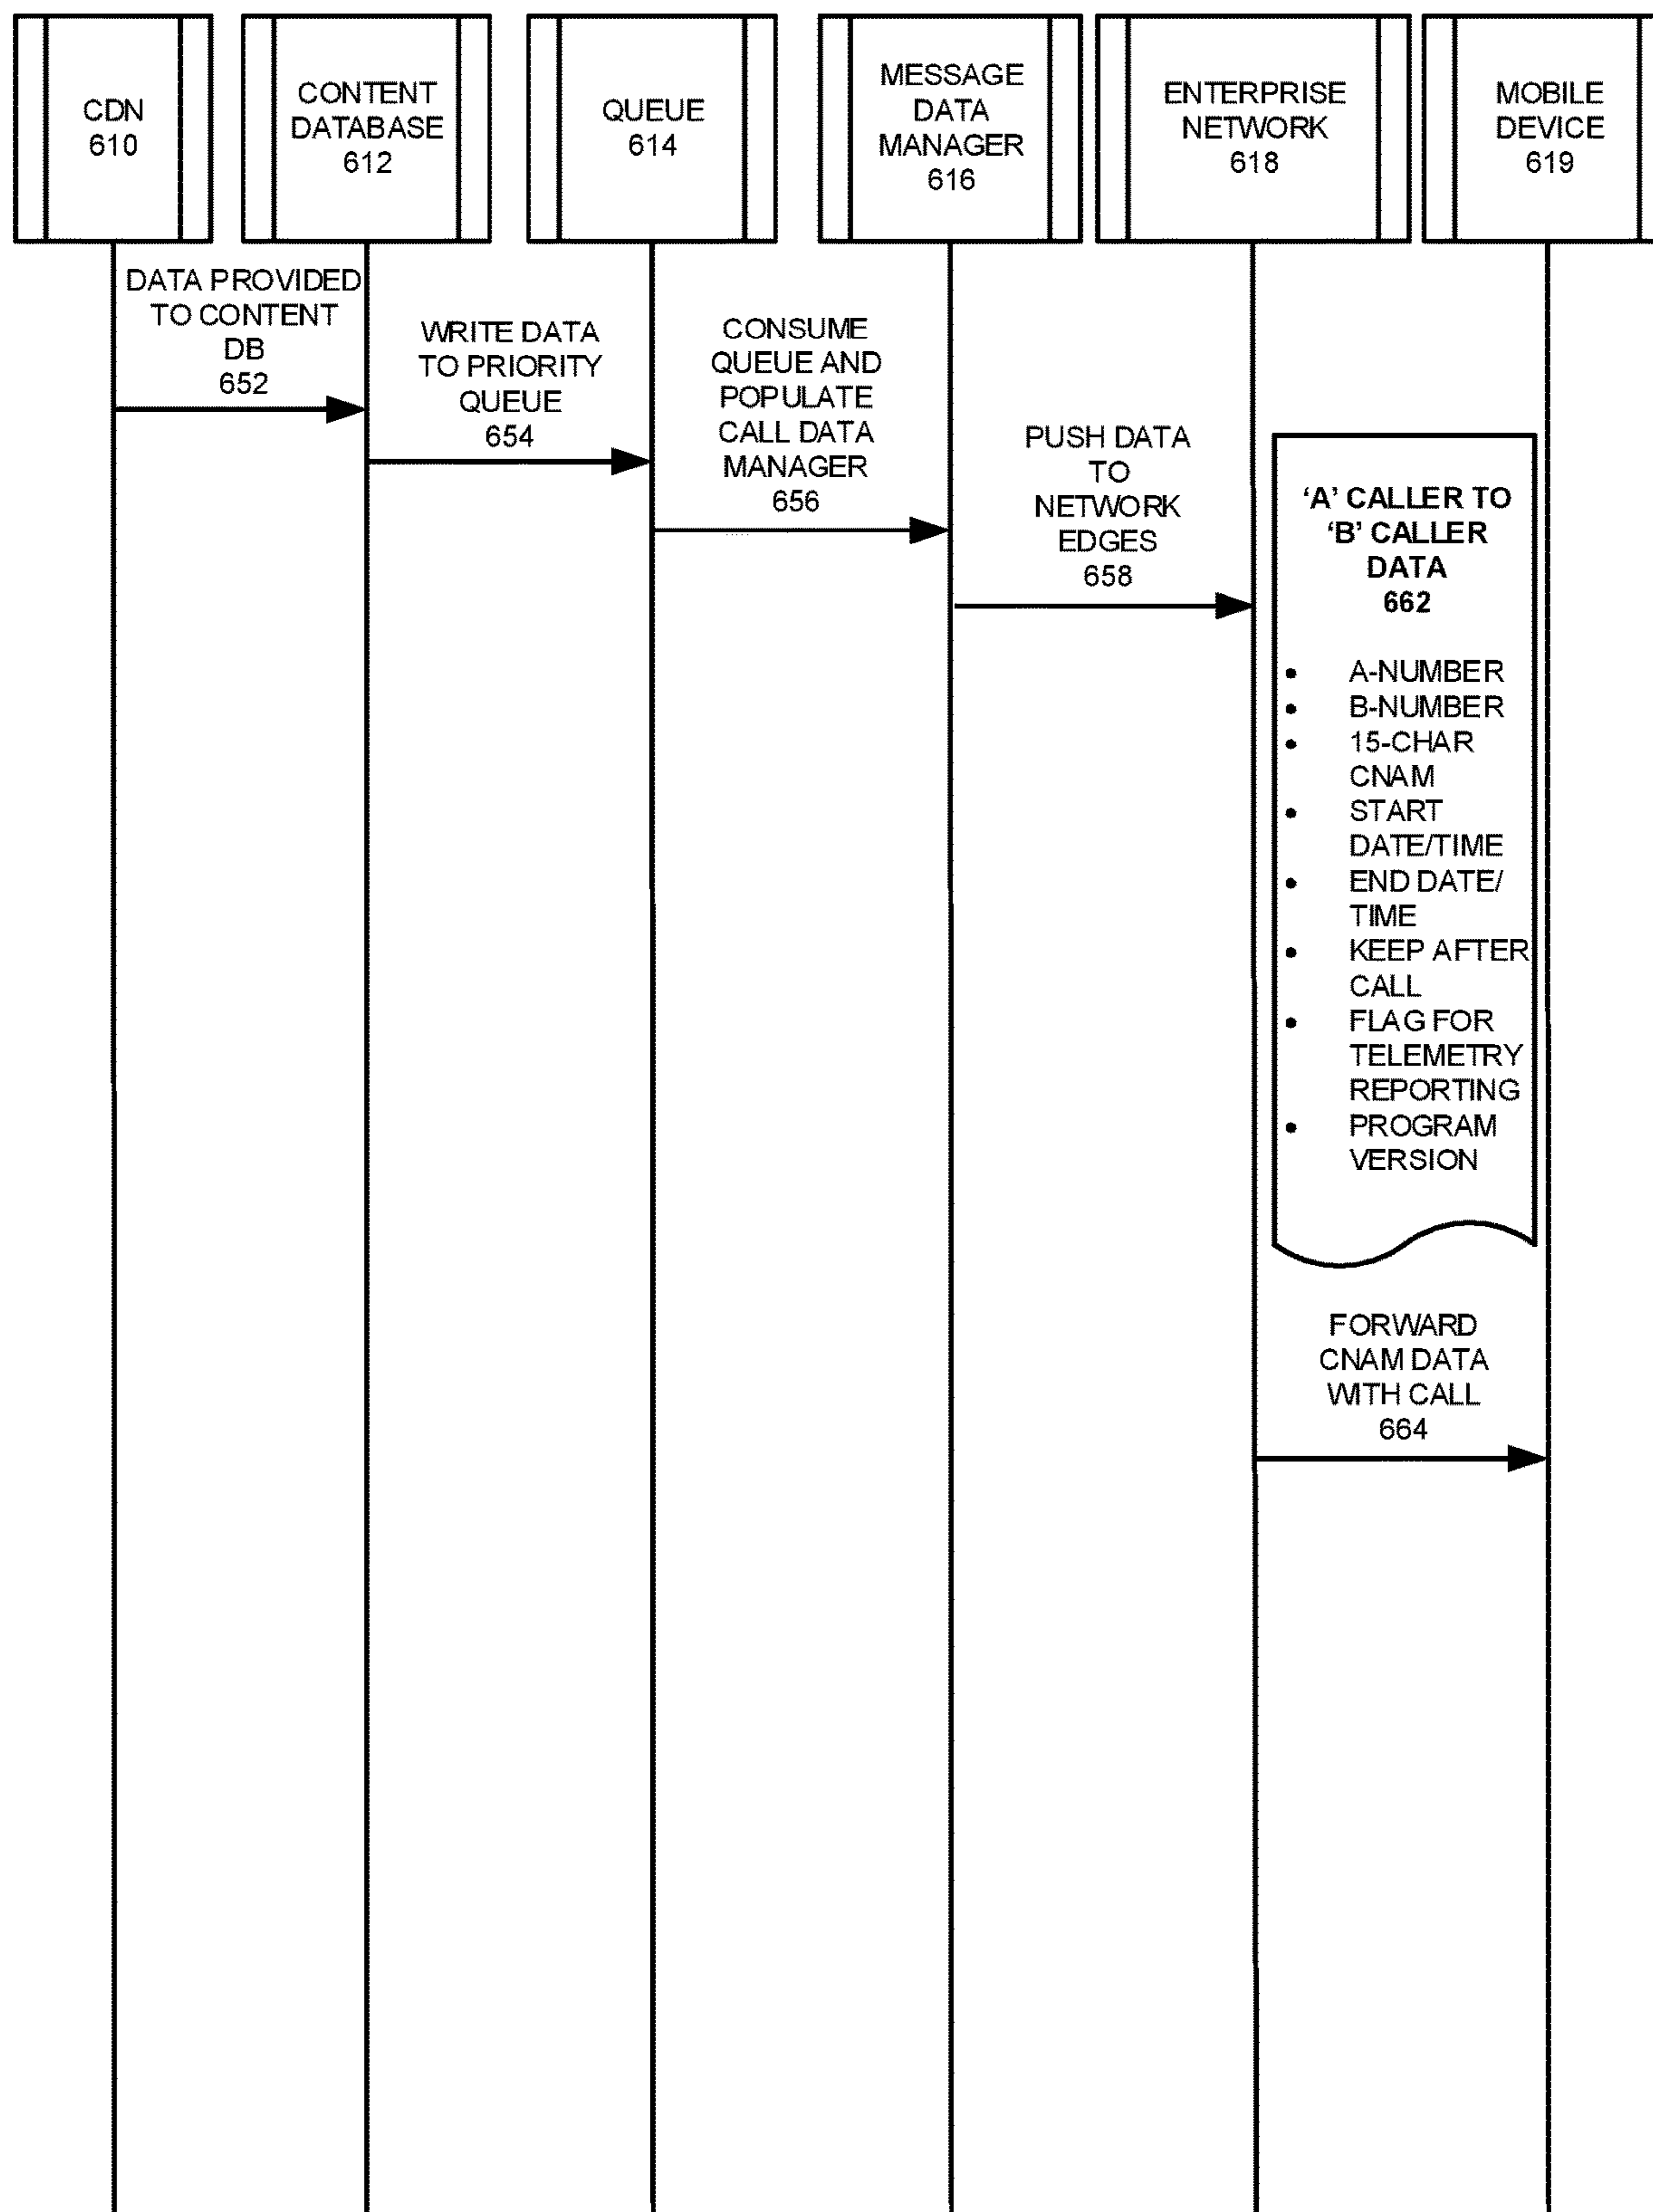 CDN
610
CONTENT
DATABASE
612
QUEUE
614
MESSAGE
DATA
MANAGER
616
ENTERPRISE
NETWORK
618
MOBILE
DEVICE
619
DATA PROVIDED
TO CONTENT
DB
652
WRITE DATA
TO PRIORITY
QUEUE
654
CONSUME
QUEUE AND
POPULATE
CALL DATA
MANAGER
656
PUSH DATA
TO
NETWORK
EDGES
658
‘A’ CALLER TO
‘B’ CALLER
DATA
662
• A-NUMBER
• B-NUMBER
• 15-CHAR
CNAM
• START
DATE/TIME
• END DATE/
TIME
• KEEP AFTER
CALL
• FLAG FOR
TELEMETRY
REPORTING
• PROGRAM
VERSION
FORWARD
CNAM DATA
WITH CALL
664